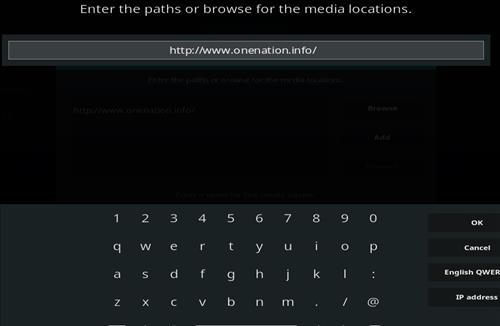 Enter the paths or browse for the media locations.
http://www.onenation.info/
Enter the paths or browse for the media locations.
http://www.onenation.info/
Browse
Add
1 2 3 4 5 6 7 8 9 0
OK
q w e r t y u i o p
Cancel
a s d f g h j k l :
English QWER
z x c v b n m . / @
IP address